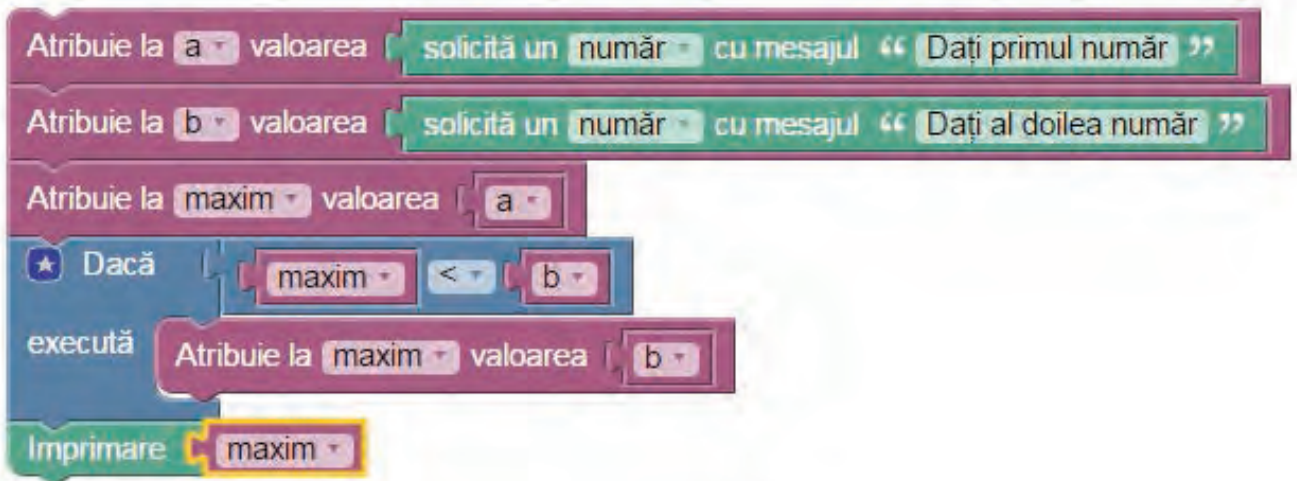 Atribuie la a valoarea solicită un număr cu mesajul “ Dați primul număr ”
Atribuie la b valoarea solicită un număr cu mesajul “ Dați al doilea număr ”
Atribuie la maxim valoarea a
Dacă maxim < b
execută Atribuie la maxim valoarea b
Imprimare maxim